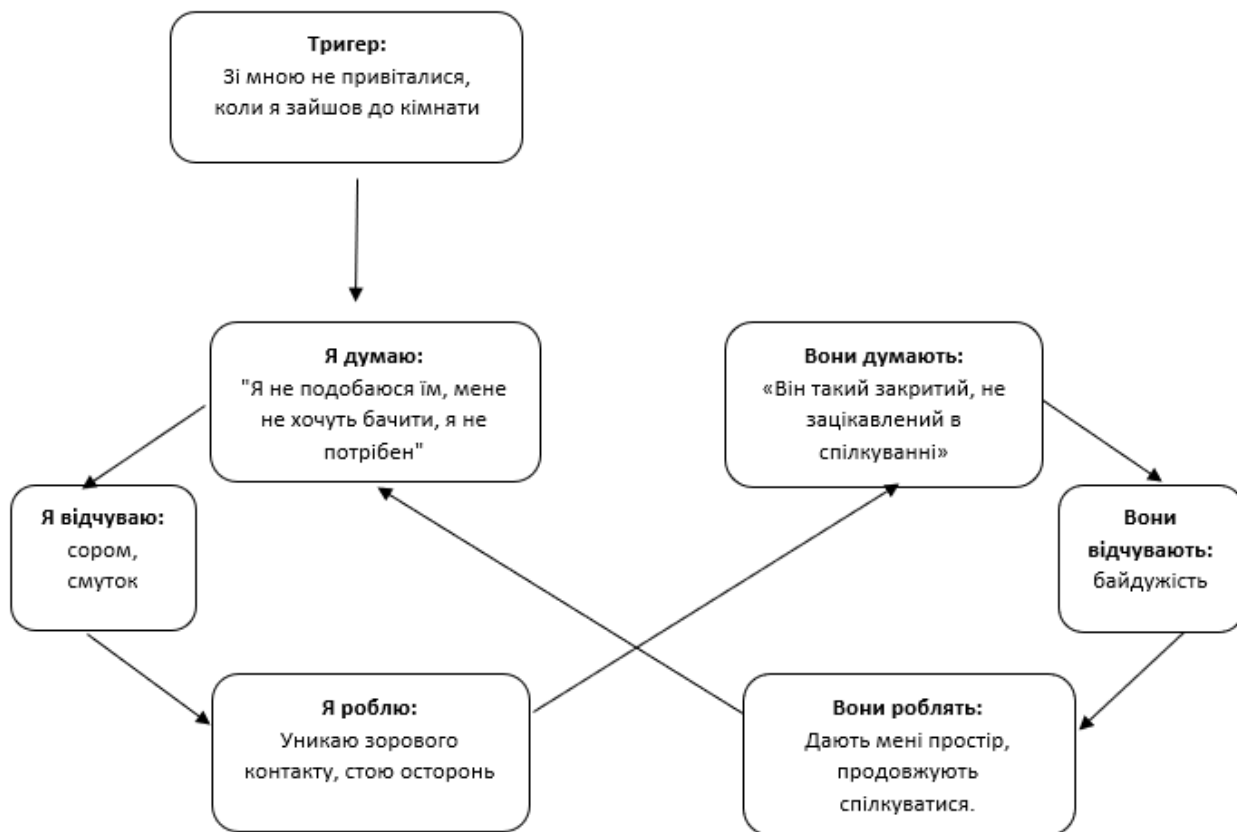 Тригер:
Зі мною не привіталися,
коли я зайшов до кімнати
Я думаю:
"Я не подобаюся їм, мене
не хочуть бачити, я не
потрібен"
Вони думають:
«Він такий закритий, не
зацікавлений в
спілкуванні»
Я відчуваю:
сором,
смуток
Вони
відчувають:
байдужість
Я роблю:
Уникаю зорового
контакту, стою осторонь
Вони роблять:
Дають мені простір,
продовжують
спілкуватися.